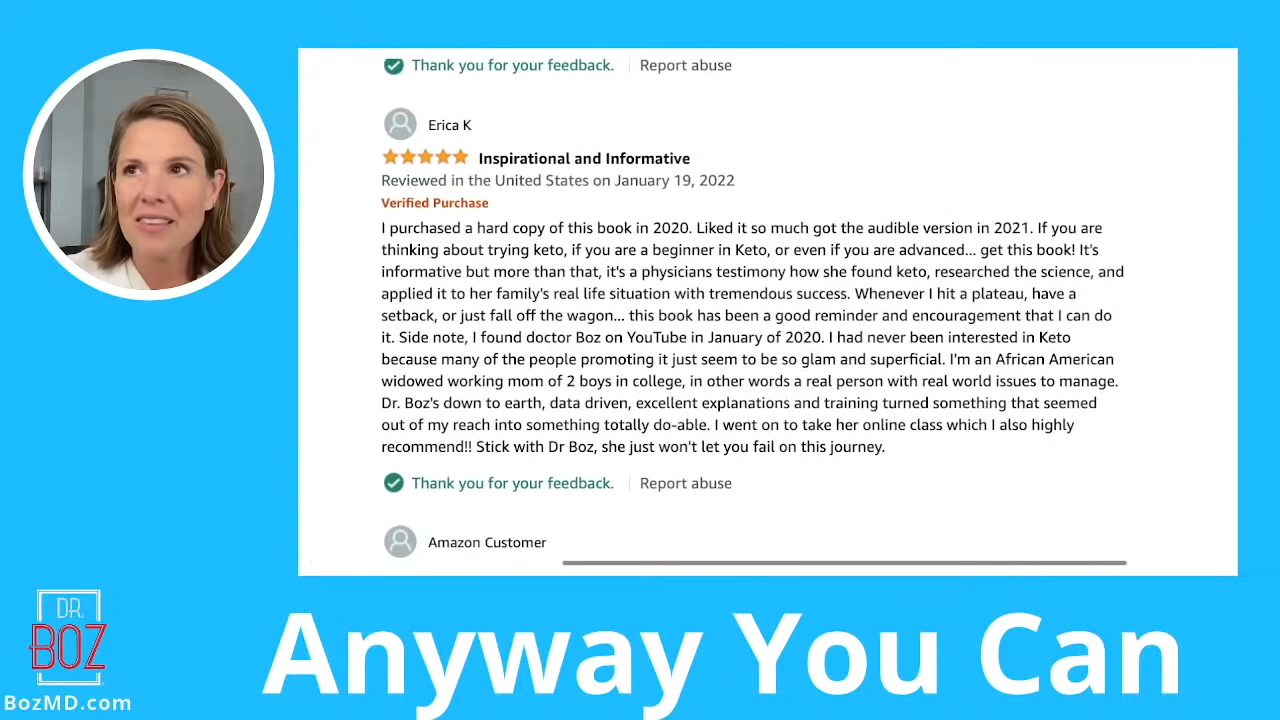 Thank you for your feedback. | Report abuse
Erica K
Inspirational and Informative
Reviewed in the United States on January 19, 2022
Verified Purchase
I purchased a hard copy of this book in 2020. Liked it so much got the audible version in 2021. If you are
thinking about trying keto, if you are a beginner in Keto, or even if you are advanced... get this book! It's
informative but more than that, it's a physicians testimony how she found keto, researched the science, and
applied it to her family's real life situation with tremendous success. Whenever I hit a plateau, have a
setback, or just fall off the wagon... this book has been a good reminder and encouragement that I can do
it. Side note, I found doctor Boz on YouTube in January of 2020. I had never been interested in Keto
because many of the people promoting it just seem to be so glam and superficial. I'm an African American
widowed working mom of 2 boys in college, in other words a real person with real world issues to manage.
Dr. Boz's down to earth, data driven, excellent explanations and training turned something that seemed
out of my reach into something totally do-able. I went on to take her online class which I also highly
recommend!! Stick with Dr Boz, she just won't let you fail on this journey.
Thank you for your feedback. | Report abuse
Amazon Customer
DR.
BOZ
BozMD.com
Anyway You Can